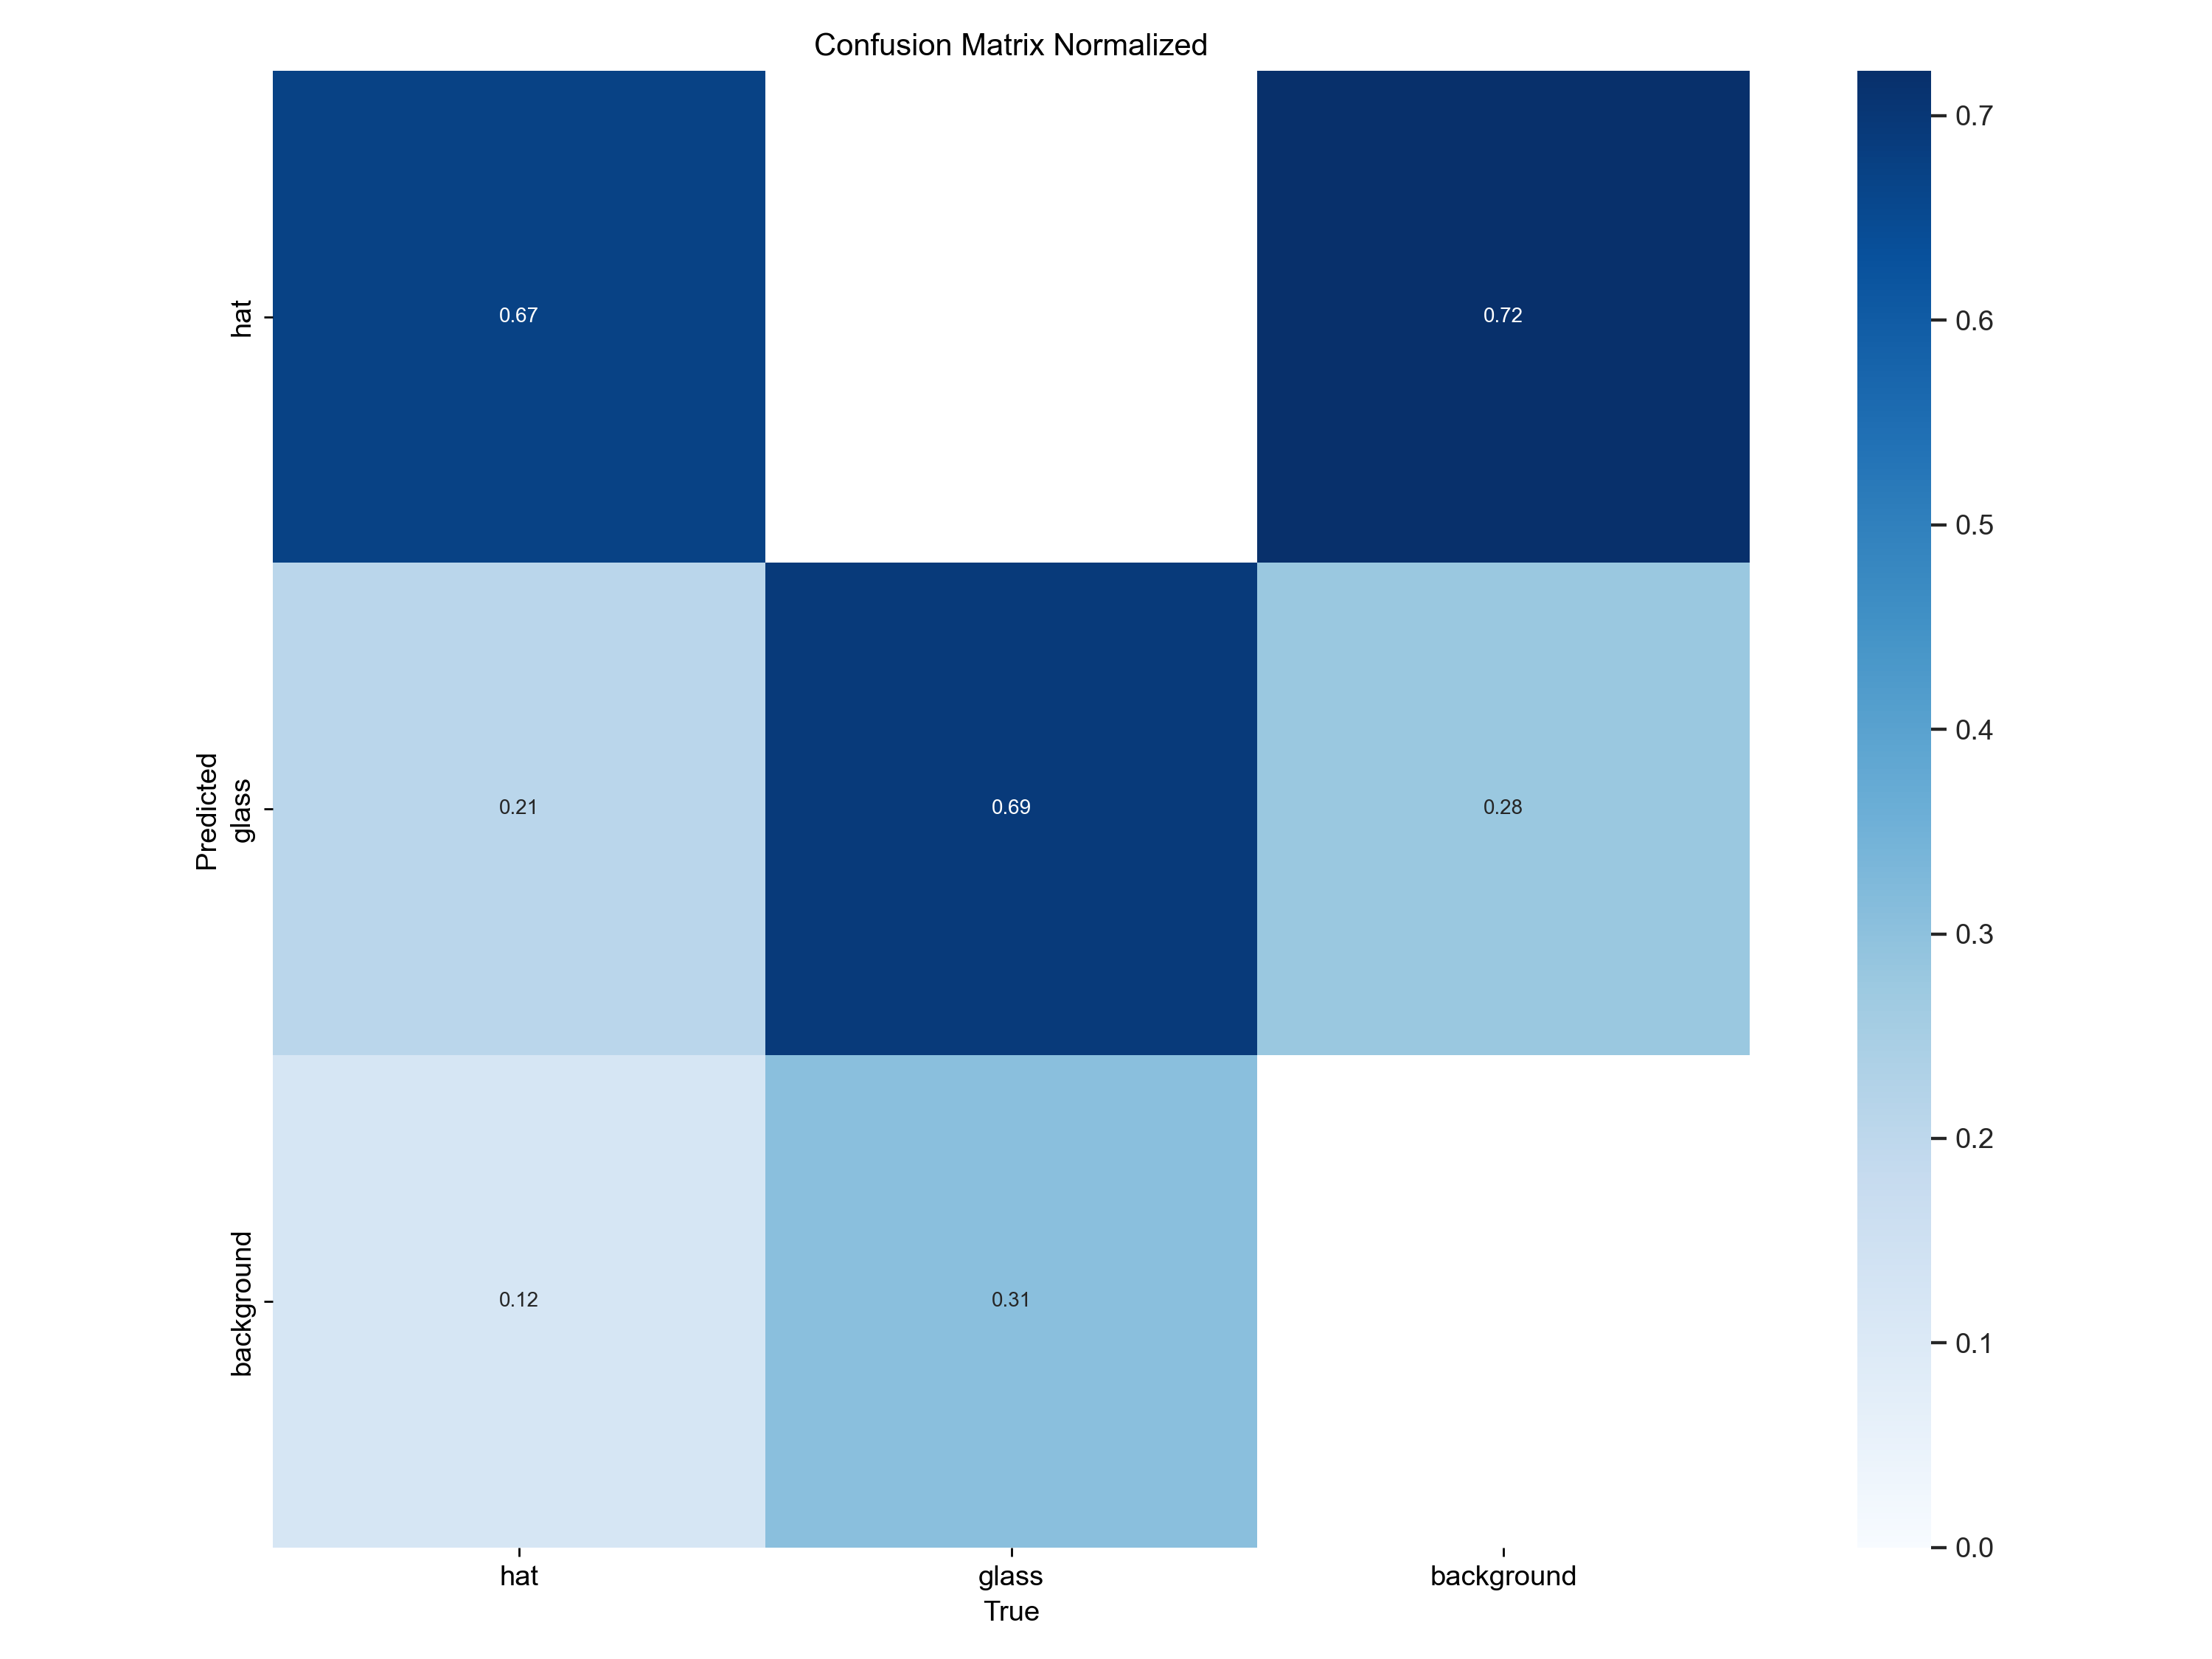 Confusion Matrix Normalized
hat
0.67
0.72
Predicted
glass
0.21
0.69
0.28
background
0.12
0.31
hat
glass
background
True
0.7
0.6
0.5
0.4
0.3
0.2
0.1
0.0